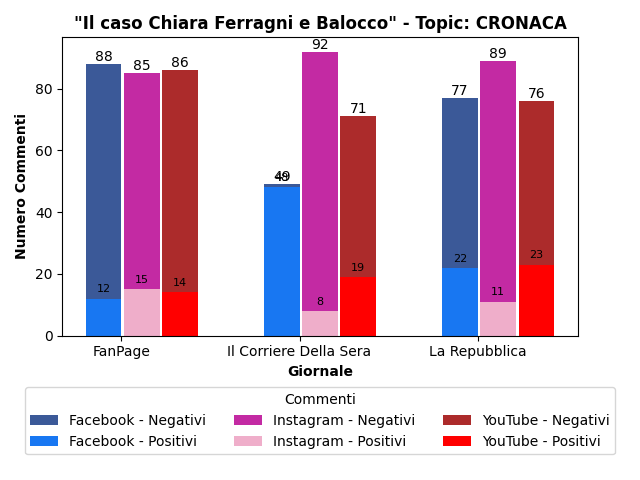 "Il caso Chiara Ferragni e Balocco" - Topic: CRONACA
Numero Commenti
0
20
40
60
80
88
85
86
12
15
14
49
48
92
71
8
19
77
89
76
22
11
23
FanPage
Il Corriere Della Sera
La Repubblica
Giornale
Commenti
Facebook - Negativi
Facebook - Positivi
Instagram - Negativi
Instagram - Positivi
YouTube - Negativi
YouTube - Positivi